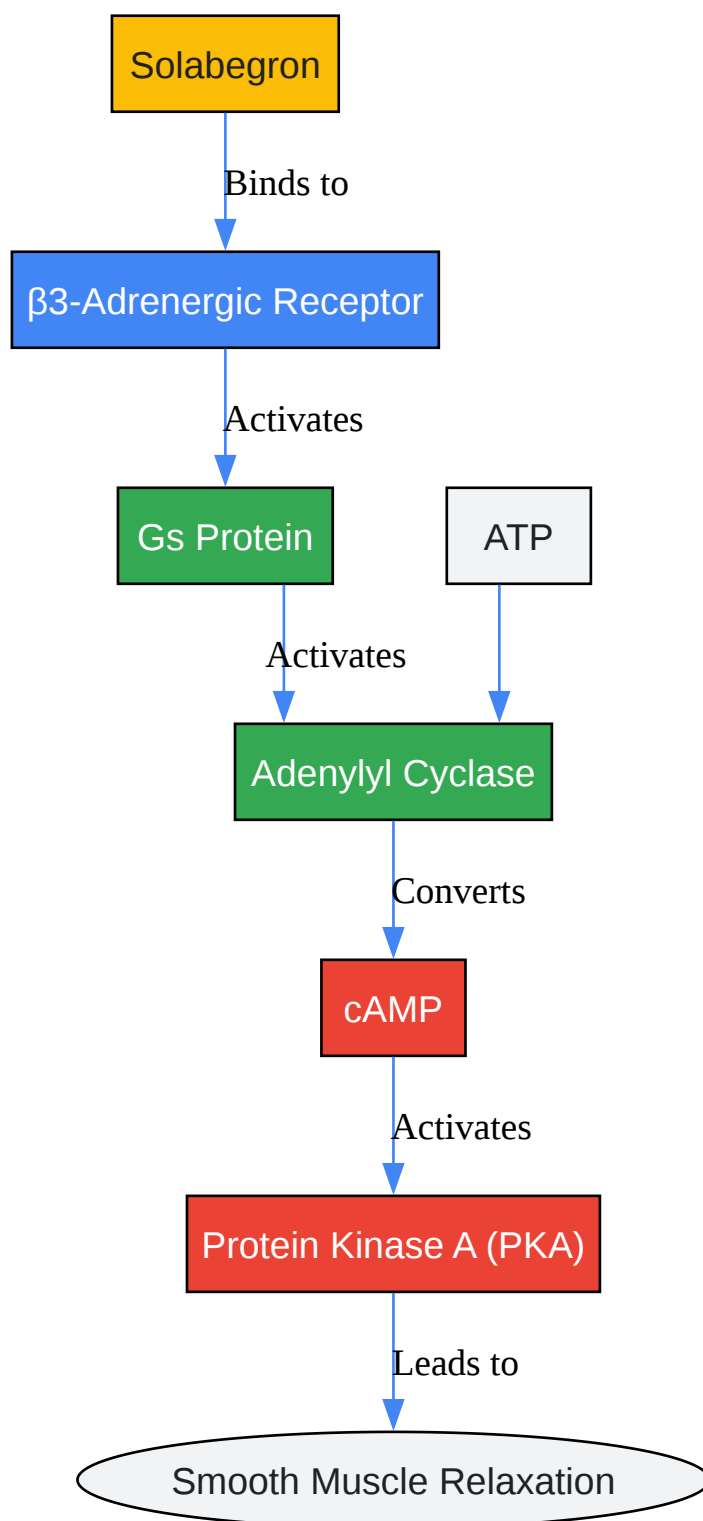 Solabegron
Binds to
β3-Adrenergic Receptor
Activates
Gs Protein
ATP
Activates
Adenylyl Cyclase
Converts
cAMP
Activates
Protein Kinase A (PKA)
Leads to
Smooth Muscle Relaxation